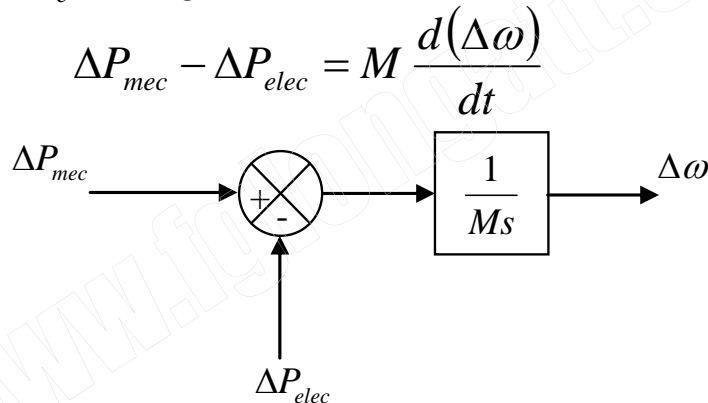 ΔP_mec − ΔP_elec = M d(Δω)/dt
ΔP_mec
+
-
1/Ms
Δω
ΔP_elec